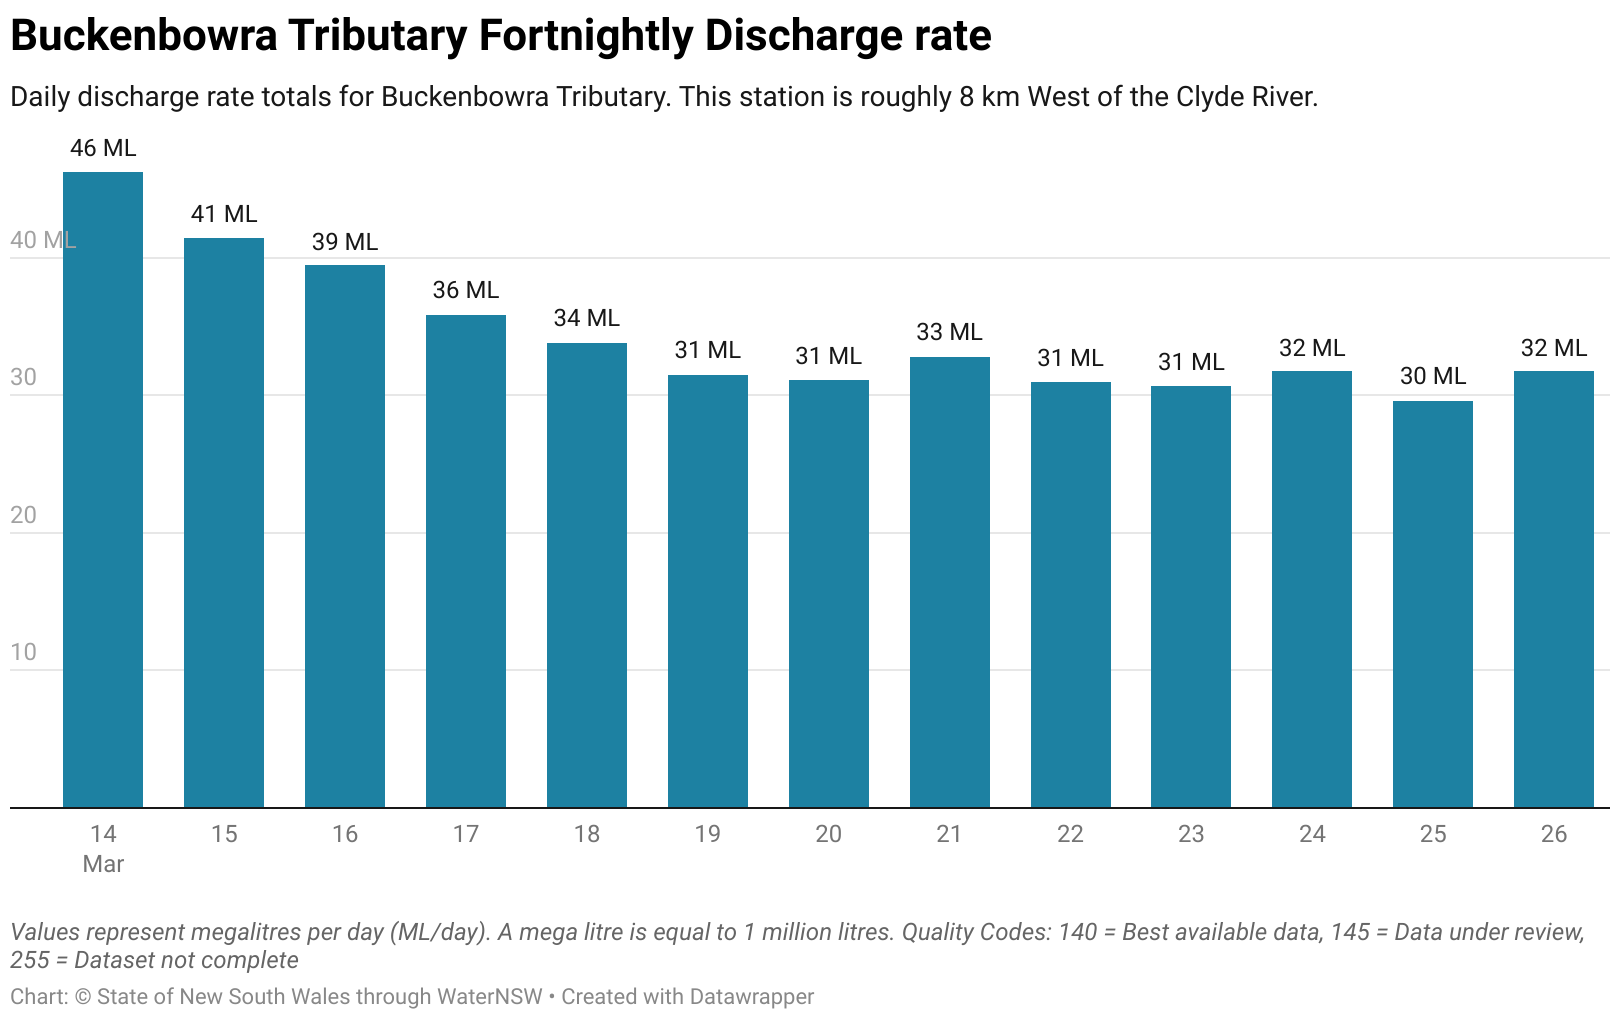 Buckenbowra Tributary Fortnightly Discharge rate
Daily discharge rate totals for Buckenbowra Tributary. This station is roughly 8 km West of the Clyde River.
46 ML
41 ML
39 ML
36 ML
34 ML
31 ML
31 ML
33 ML
31 ML
31 ML
32 ML
30 ML
32 ML
40 ML
30
20
10
14 15 16 17 18 19 20 21 22 23 24 25 26
Mar
Values represent megalitres per day (ML/day). A mega litre is equal to 1 million litres. Quality Codes: 140 = Best available data, 145 = Data under review,
255 = Dataset not complete
Chart: © State of New South Wales through WaterNSW • Created with Datawrapper